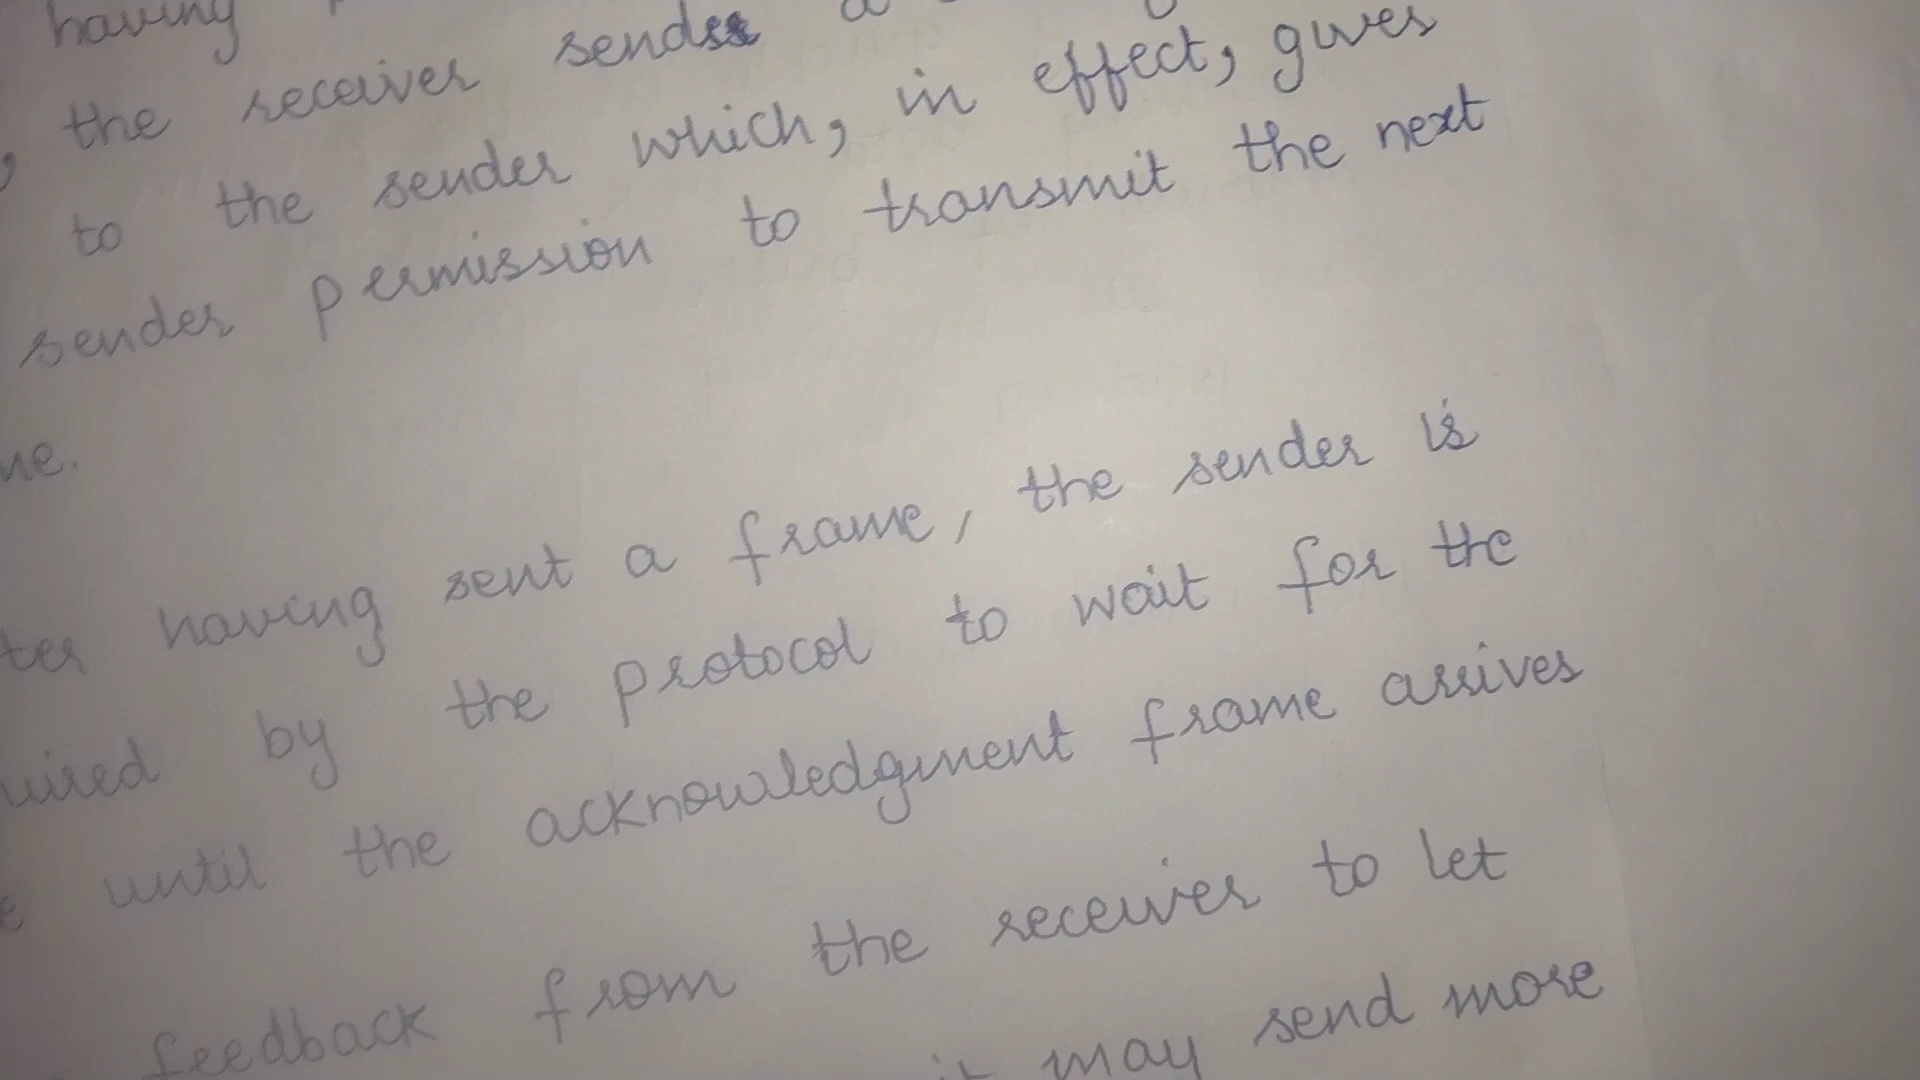 having
, the receiver sends a
to the sender which, in effect, gives
sender permission to transmit the next
me.
ter having sent a frame, the sender is
uired by the protocol to wait for the
e until the acknowledgment frame arrives
feedback from the receiver to let
it may send more